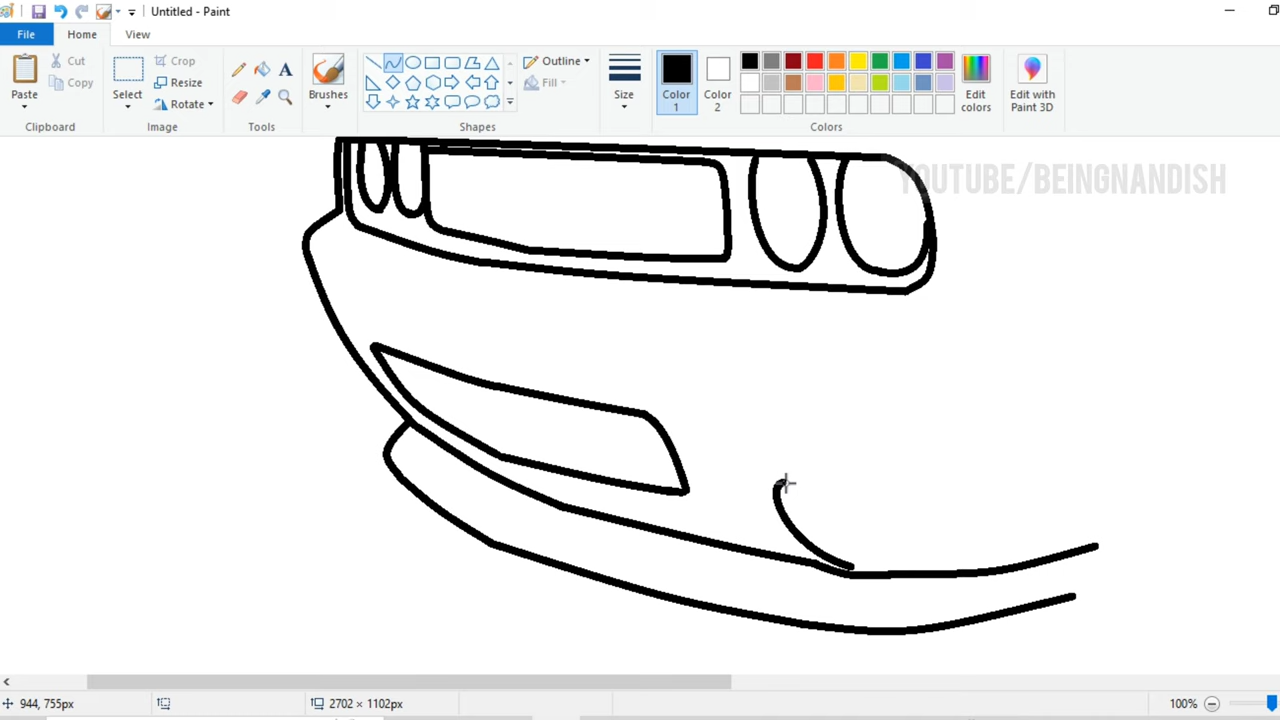 Untitled - Paint
File Home View
Paste
Cut
Copy
Clipboard
Select
Crop
Resize
Rotate
Image
A
Tools
Brushes
Outline
Fill
Shapes
Size
Color
1
Color
2
Edit
colors
Colors
Edit with
Paint 3D
YOUTUBE/BEINGNANDISH
944, 755px
2702 × 1102px
100%